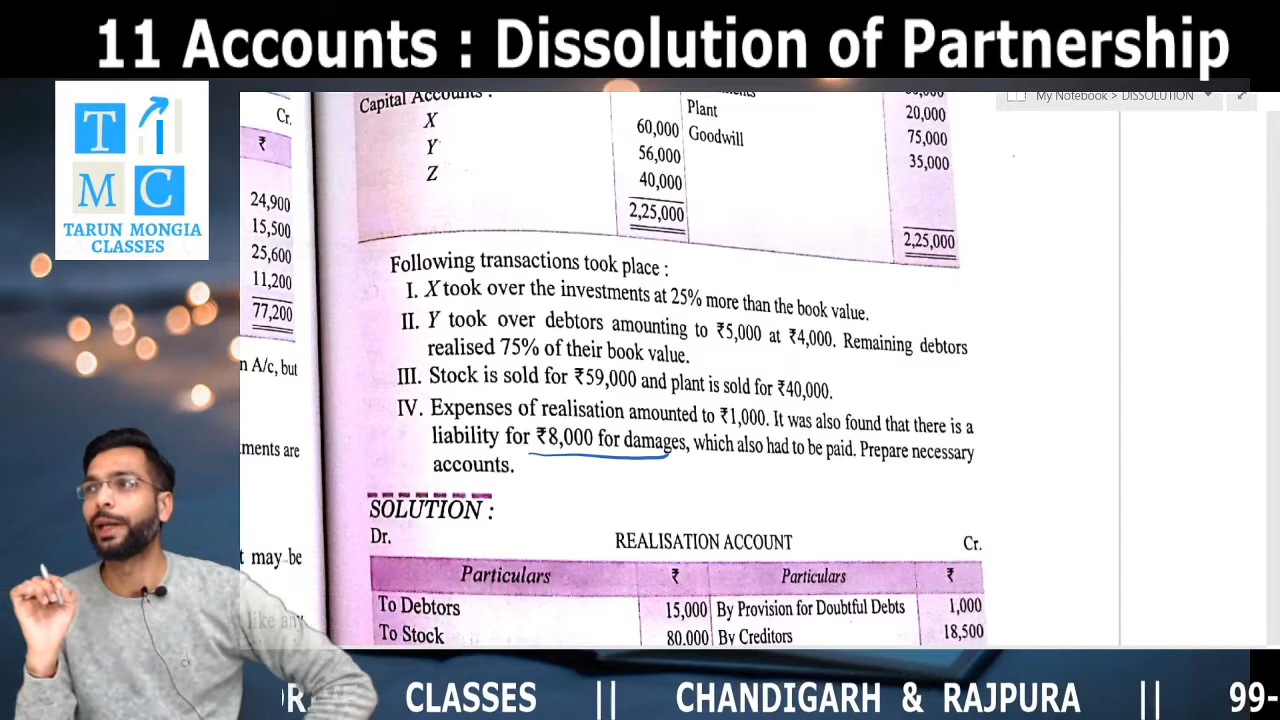 11 Accounts : Dissolution of Partnership
T
M C
TARUN MONGIA
CLASSES
My Notebook > DISSOLUTION
Cr.
₹
24,900
15,500
25,600
11,200
77,200
n A/c, but
ments are
t may be
like any
Capital Accounts :
X 60,000
Y 56,000
Z 40,000
2,25,000
Plant
Goodwill
20,000
75,000
35,000
2,25,000
Following transactions took place :
I. X took over the investments at 25% more than the book value.
II. Y took over debtors amounting to ₹5,000 at ₹4,000. Remaining debtors
realised 75% of their book value.
III. Stock is sold for ₹59,000 and plant is sold for ₹40,000.
IV. Expenses of realisation amounted to ₹1,000. It was also found that there is a
liability for ₹8,000 for damages, which also had to be paid. Prepare necessary
accounts.
SOLUTION :
Dr. REALISATION ACCOUNT Cr.
Particulars ₹ Particulars ₹
To Debtors 15,000 By Provision for Doubtful Debts 1,000
To Stock 80,000 By Creditors 18,500
CLASSES || CHANDIGARH & RAJPURA || 99-